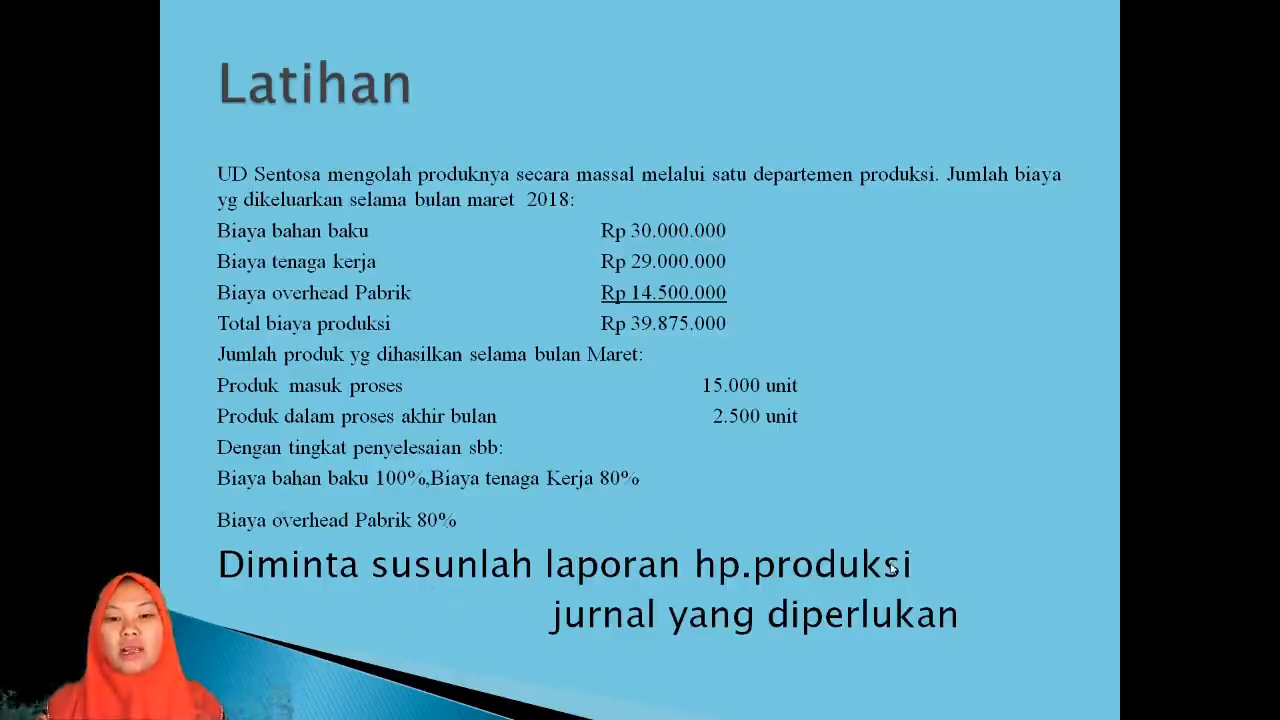 Latihan
UD Sentosa mengolah produknya secara massal melalui satu departemen produksi. Jumlah biaya
yg dikeluarkan selama bulan maret 2018:
Biaya bahan baku Rp 30.000.000
Biaya tenaga kerja Rp 29.000.000
Biaya overhead Pabrik Rp 14.500.000
Total biaya produksi Rp 39.875.000
Jumlah produk yg dihasilkan selama bulan Maret:
Produk masuk proses 15.000 unit
Produk dalam proses akhir bulan 2.500 unit
Dengan tingkat penyelesaian sbb:
Biaya bahan baku 100%,Biaya tenaga Kerja 80%
Biaya overhead Pabrik 80%
Diminta susunlah laporan hp.produksi
jurnal yang diperlukan